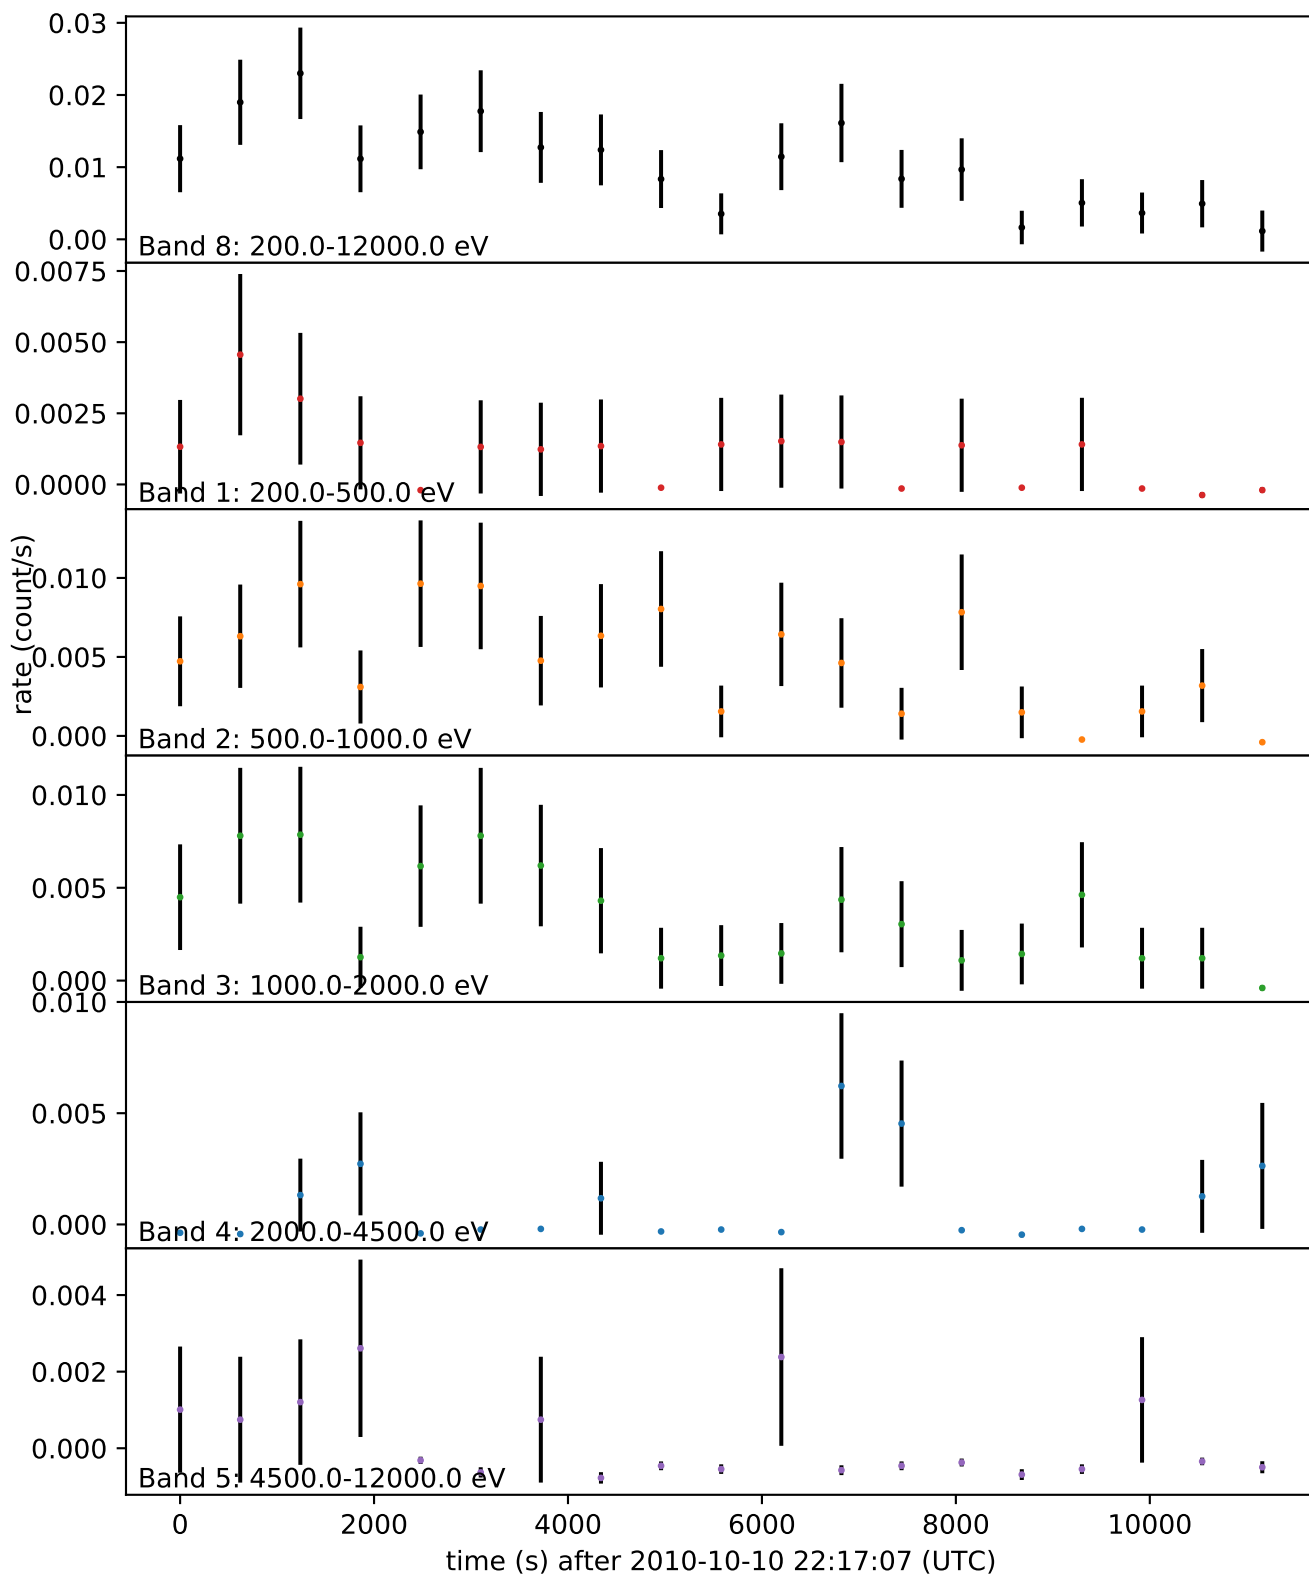 0.03
0.02
0.01
0.00
Band 8: 200.0-12000.0 eV
0.0075
0.0050
0.0025
0.0000
Band 1: 200.0-500.0 eV
rate (count/s)
0.010
0.005
0.000
Band 2: 500.0-1000.0 eV
0.010
0.005
0.000
Band 3: 1000.0-2000.0 eV
0.010
0.005
0.000
Band 4: 2000.0-4500.0 eV
0.004
0.002
0.000
Band 5: 4500.0-12000.0 eV
0 2000 4000 6000 8000 10000
time (s) after 2010-10-10 22:17:07 (UTC)